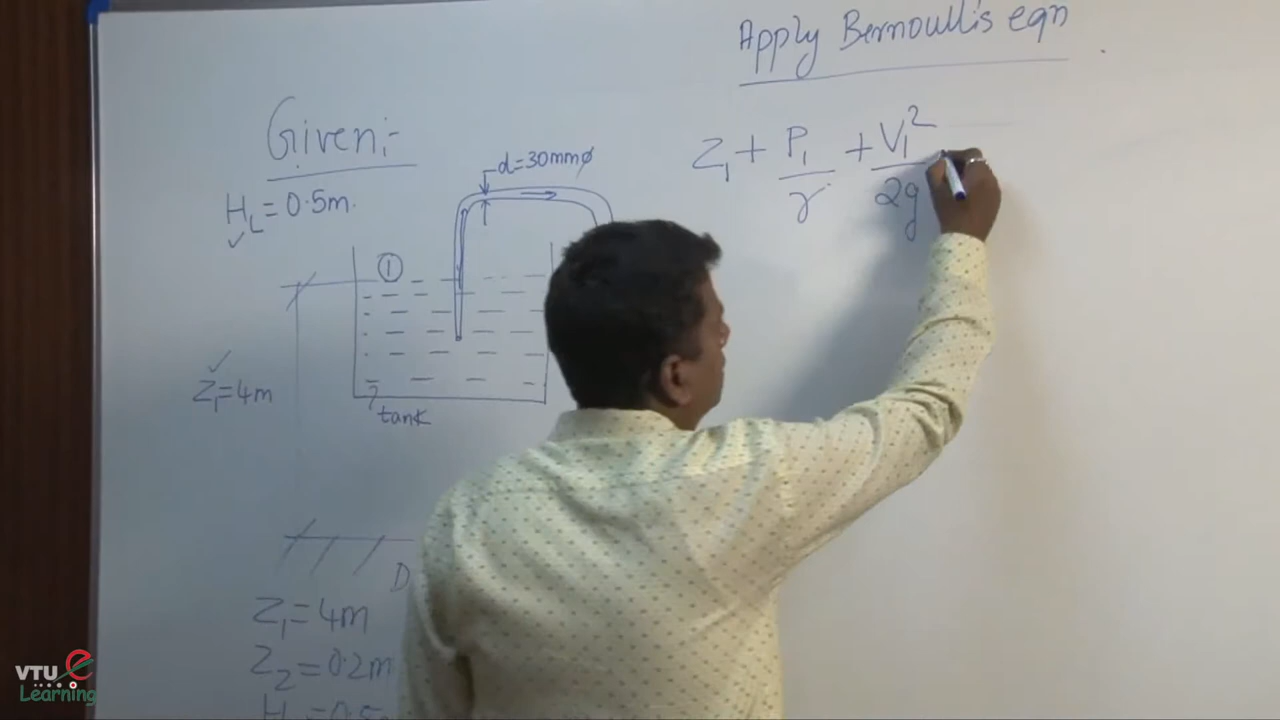 Apply Bernoulli's eqn
Given:-
H_L = 0.5m.
d=30mmϕ
Z₁ + P₁/γ + V₁²/2g
①
Z₁=4m
tank
D
Z₁ = 4m
Z₂ = 0.2m
VTU e
Learning